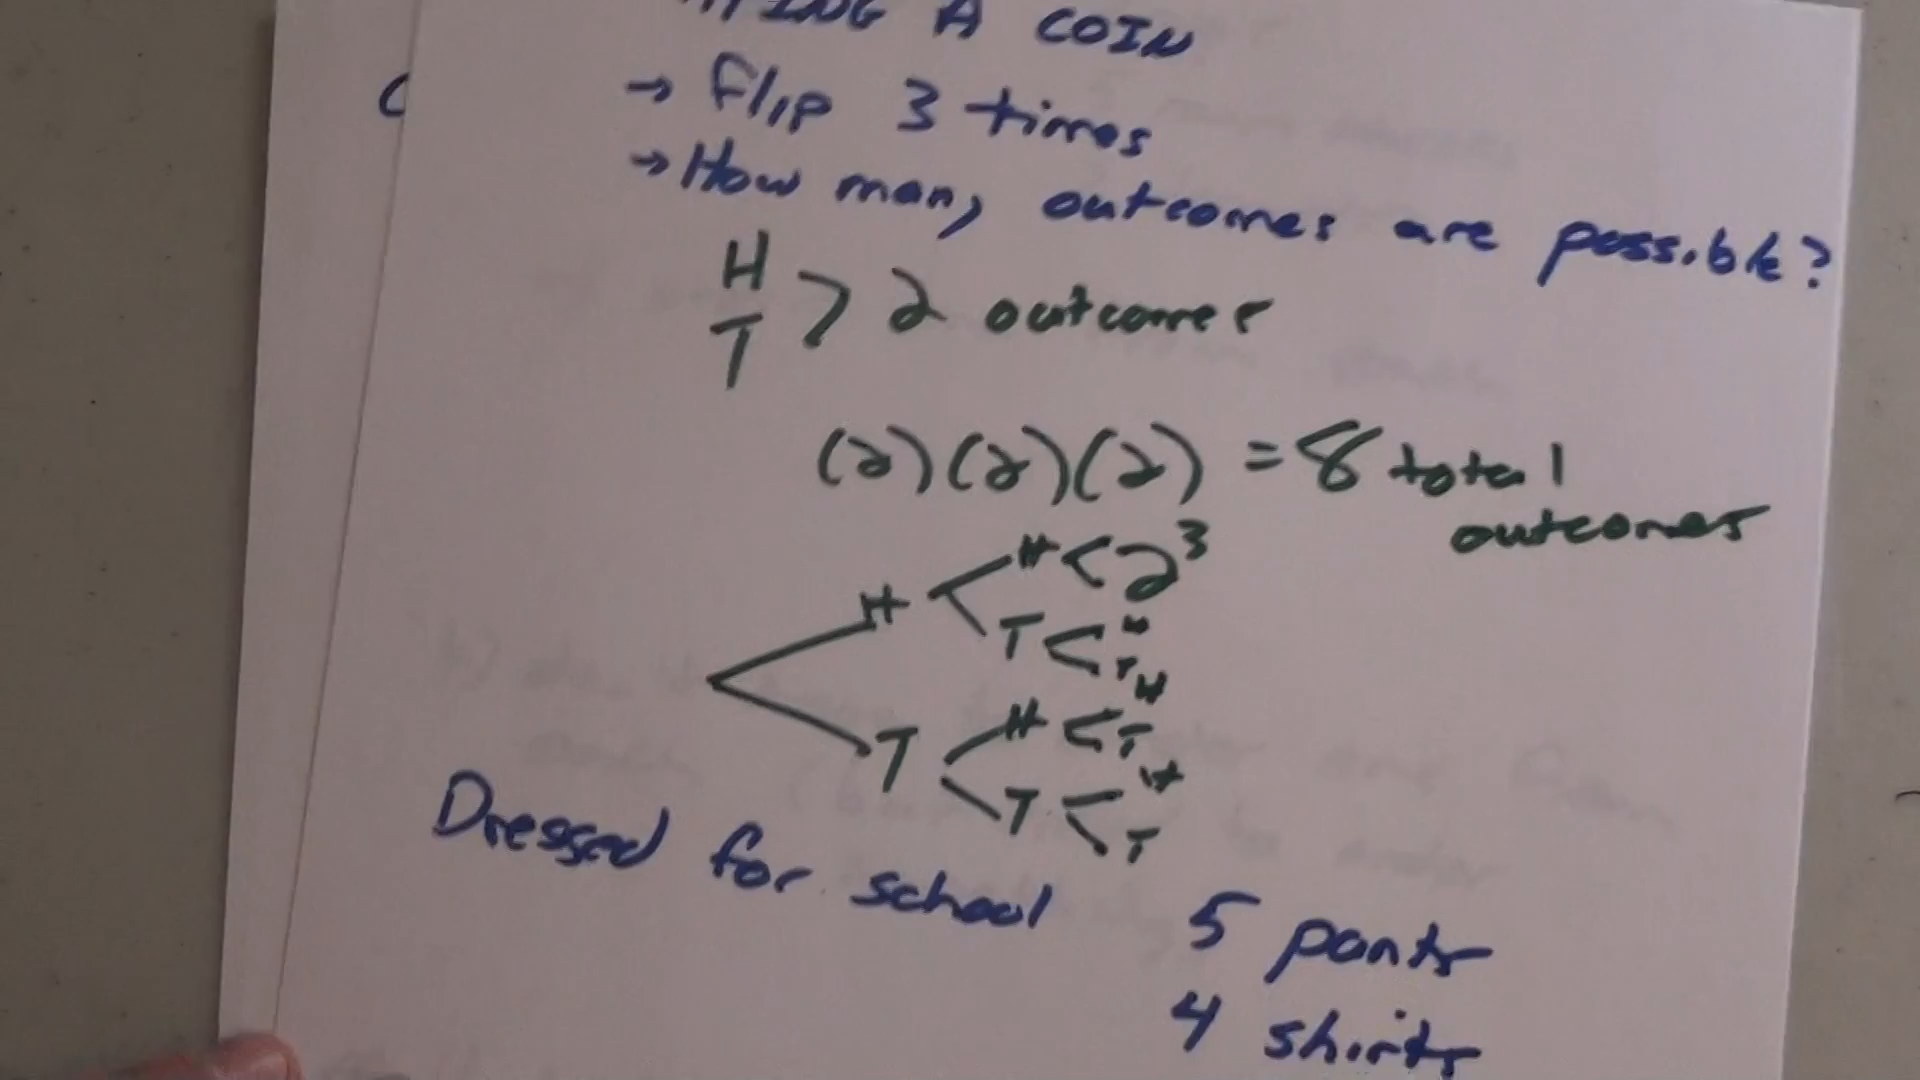 A COIN
→ Flip 3 times
→ How many outcomes are possible?
H
T > 2 outcomes
(2)(2)(2) = 8 total
outcomes
H < 2³
H
T < H
T
H
H < T
T
H
T < T
Dressed for school
5 pants
4 shirts